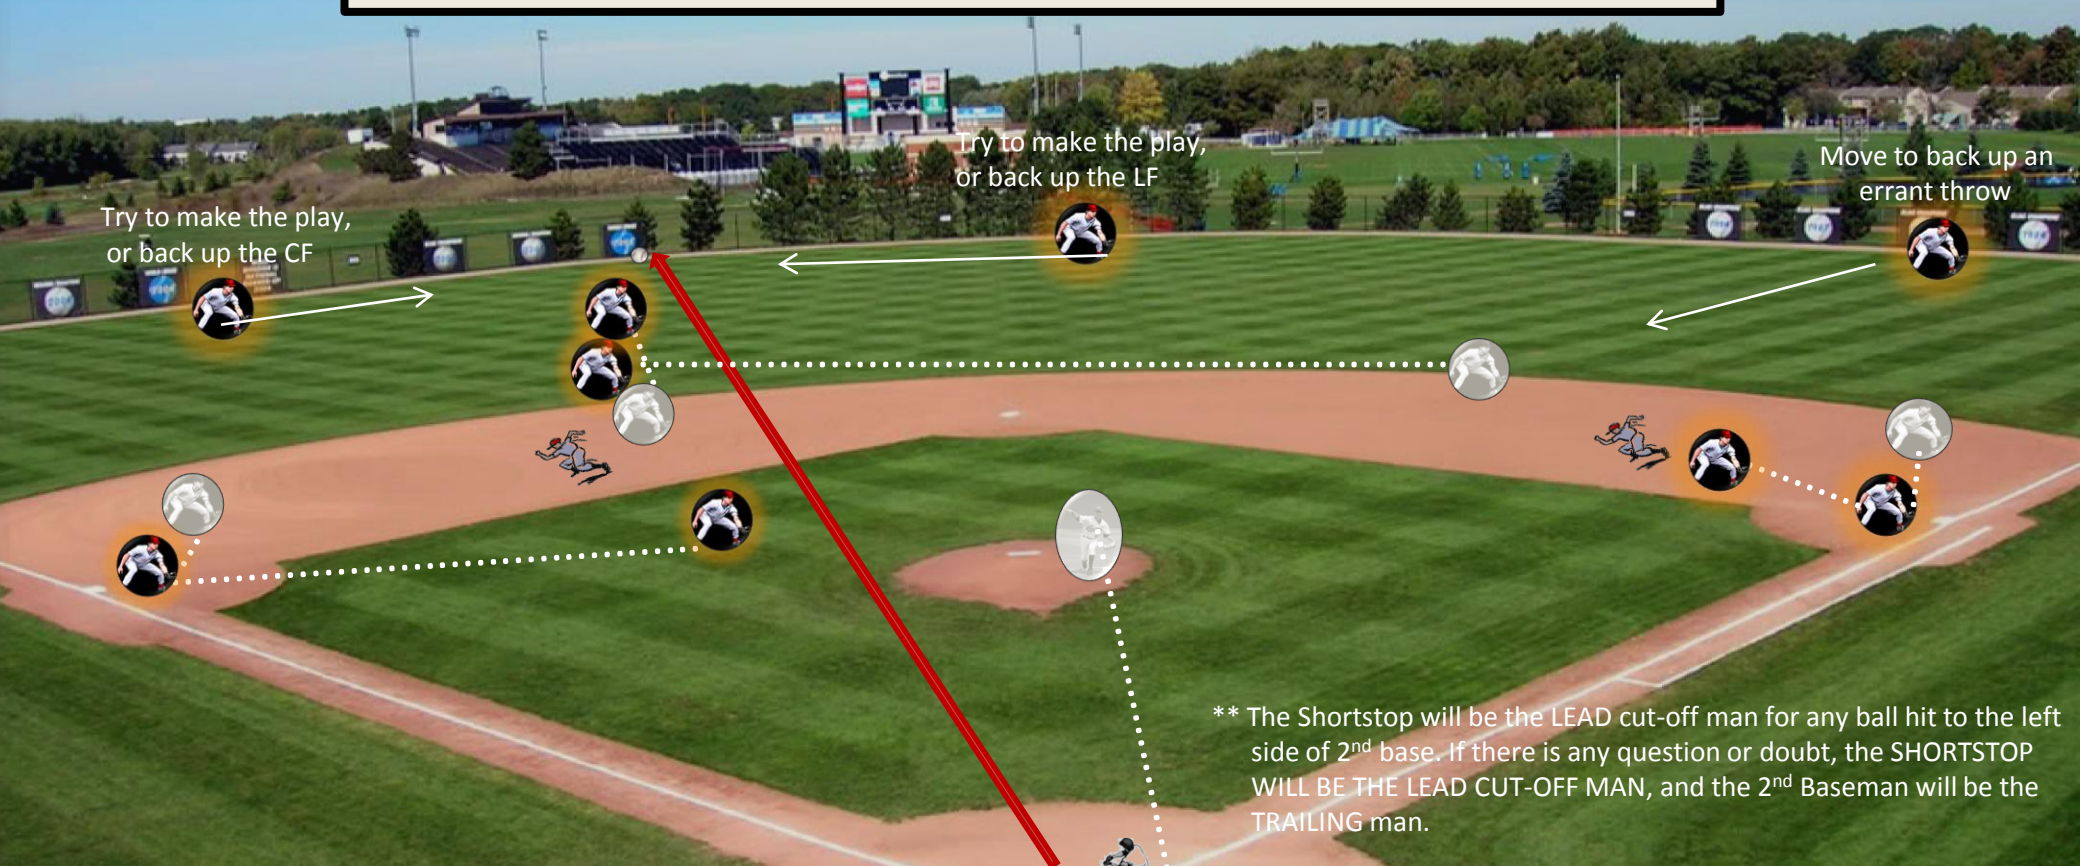 Try to make the play,
or back up the LF
Move to back up an
errant throw
Try to make the play,
or back up the CF
** The Shortstop will be the LEAD cut-off man for any ball hit to the left
side of 2nd base. If there is any question or doubt, the SHORTSTOP
WILL BE THE LEAD CUT-OFF MAN, and the 2nd Baseman will be the
TRAILING man.